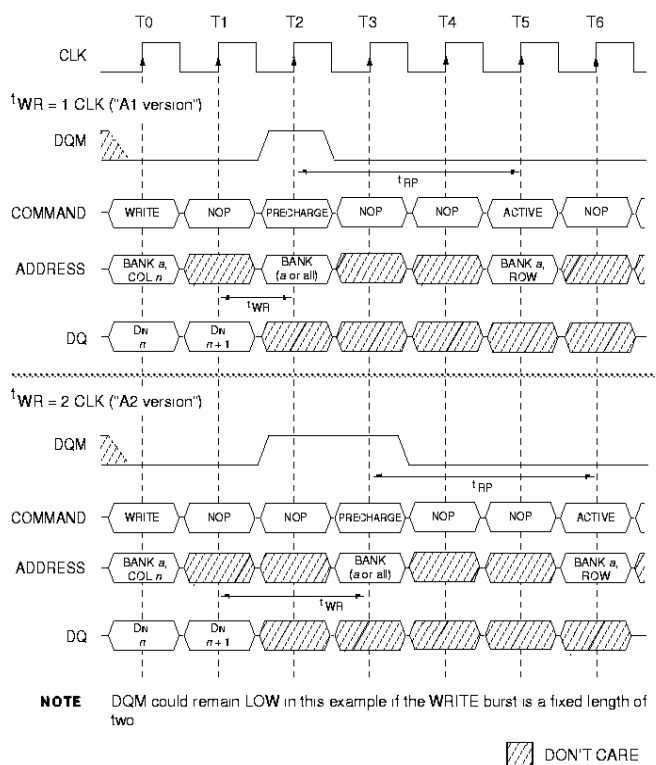 T0 T1 T2 T3 T4 T5 T6
CLK
tWR = 1 CLK ("A1 version")
DQM
tRP
COMMAND WRITE NOP PRECHARGE NOP NOP ACTIVE NOP
ADDRESS BANK a, COL n BANK (a or all) BANK a, ROW
tWR
DQ DIN n DIN n + 1
tWR = 2 CLK ("A2 version")
DQM
tRP
COMMAND WRITE NOP NOP PRECHARGE NOP NOP ACTIVE
ADDRESS BANK a, COL n BANK (a or all) BANK a, ROW
tWR
DQ DIN n DIN n + 1
NOTE DQM could remain LOW in this example if the WRITE burst is a fixed length of
two
DON'T CARE